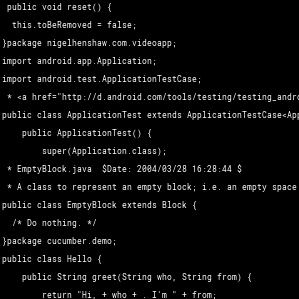 public void reset() {
this.toBeRemoved = false;
}package nigelhenshaw.com.videoapp;
import android.app.Application;
import android.test.ApplicationTestCase;
* <a href="http://d.android.com/tools/testing/testing_andro
public class ApplicationTest extends ApplicationTestCase<App
public ApplicationTest() {
super(Application.class);
* EmptyBlock.java  $Date: 2004/03/28 16:28:44 $
* A class to represent an empty block; i.e. an empty space
public class EmptyBlock extends Block {
/* Do nothing. */
}package cucumber.demo;
public class Hello {
public String greet(String who, String from) {
return "Hi, + who + . I'm " + from;